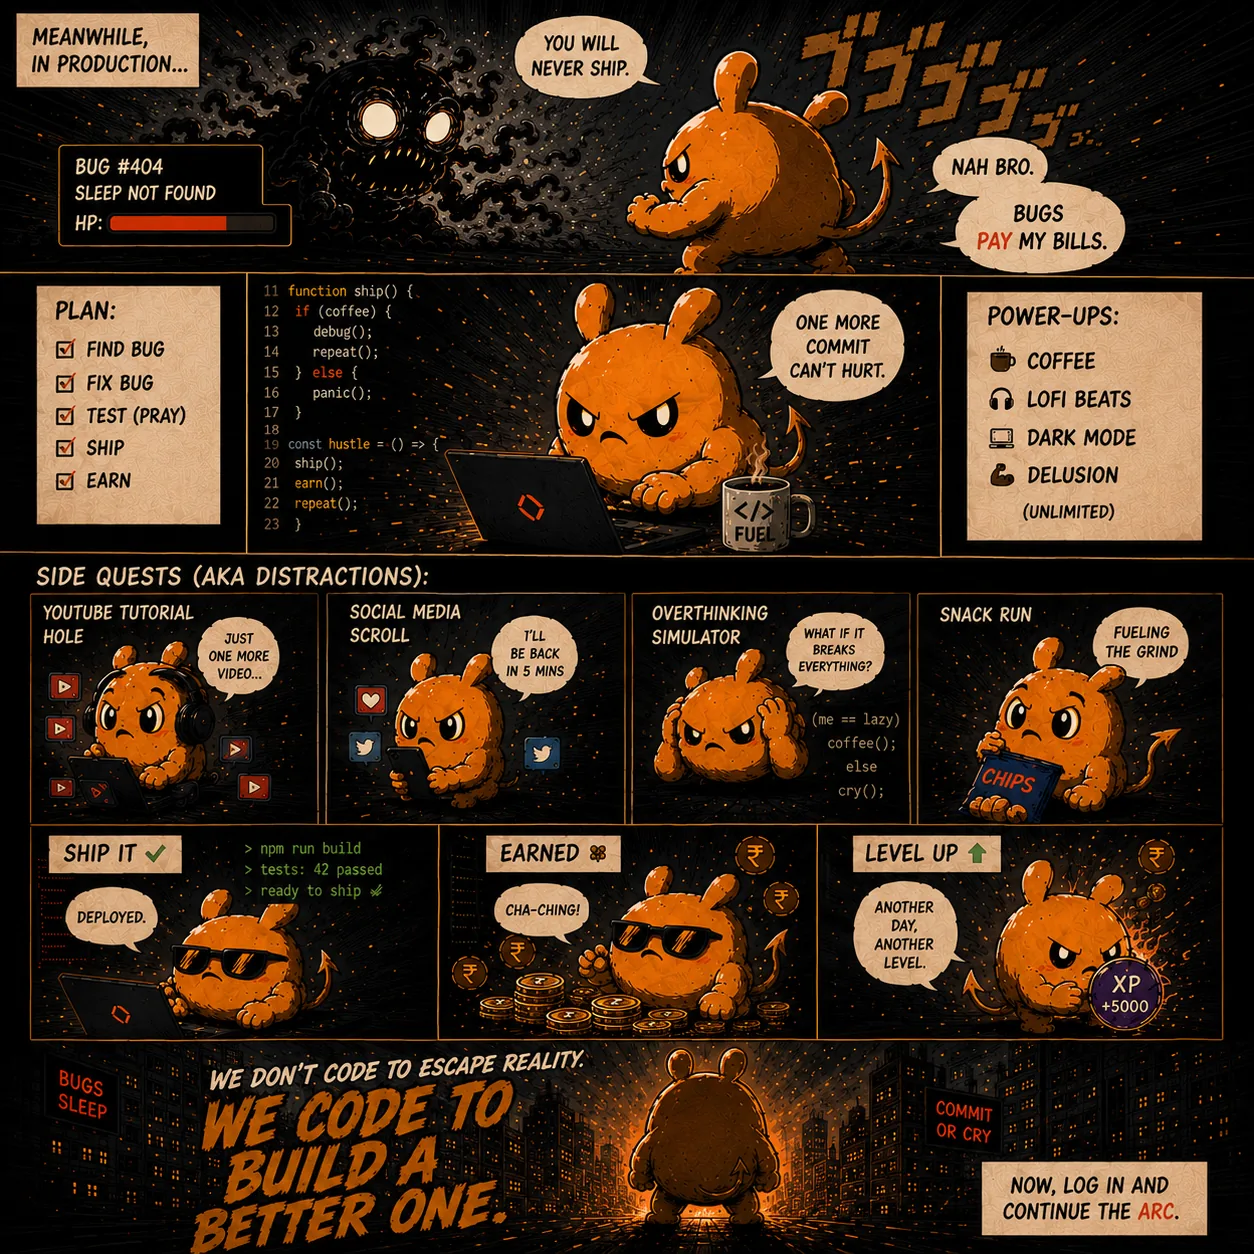 MEANWHILE,
IN PRODUCTION...
YOU WILL
NEVER SHIP.
ゴゴゴゴゴ
BUG #404
SLEEP NOT FOUND
HP:
NAH BRO.
BUGS
PAY MY BILLS.
PLAN:
FIND BUG
FIX BUG
TEST (PRAY)
SHIP
EARN
11 function ship() {
12 if (coffee) {
13 debug();
14 repeat();
15 } else {
16 panic();
17 }
18
19 const hustle = () => {
20 ship();
21 earn();
22 repeat();
23 }
ONE MORE
COMMIT
CAN'T HURT.
</>
FUEL
POWER-UPS:
COFFEE
LOFI BEATS
DARK MODE
DELUSION
(UNLIMITED)
SIDE QUESTS (AKA DISTRACTIONS):
YOUTUBE TUTORIAL
HOLE
JUST
ONE MORE
VIDEO...
SOCIAL MEDIA
SCROLL
I'LL
BE BACK
IN 5 MINS
OVERTHINKING
SIMULATOR
WHAT IF IT
BREAKS
EVERYTHING?
(me == lazy)
coffee();
else
cry();
SNACK RUN
FUELING
THE GRIND
CHIPS
SHIP IT
> npm run build
> tests: 42 passed
> ready to ship
DEPLOYED.
EARNED
CHA-CHING!
₹
₹
₹
₹
LEVEL UP
₹
ANOTHER
DAY,
ANOTHER
LEVEL.
XP
+5000
BUGS
SLEEP
WE DON'T CODE TO ESCAPE REALITY.
WE CODE TO
BUILD A
BETTER ONE.
COMMIT
OR CRY
NOW, LOG IN AND
CONTINUE THE ARC.